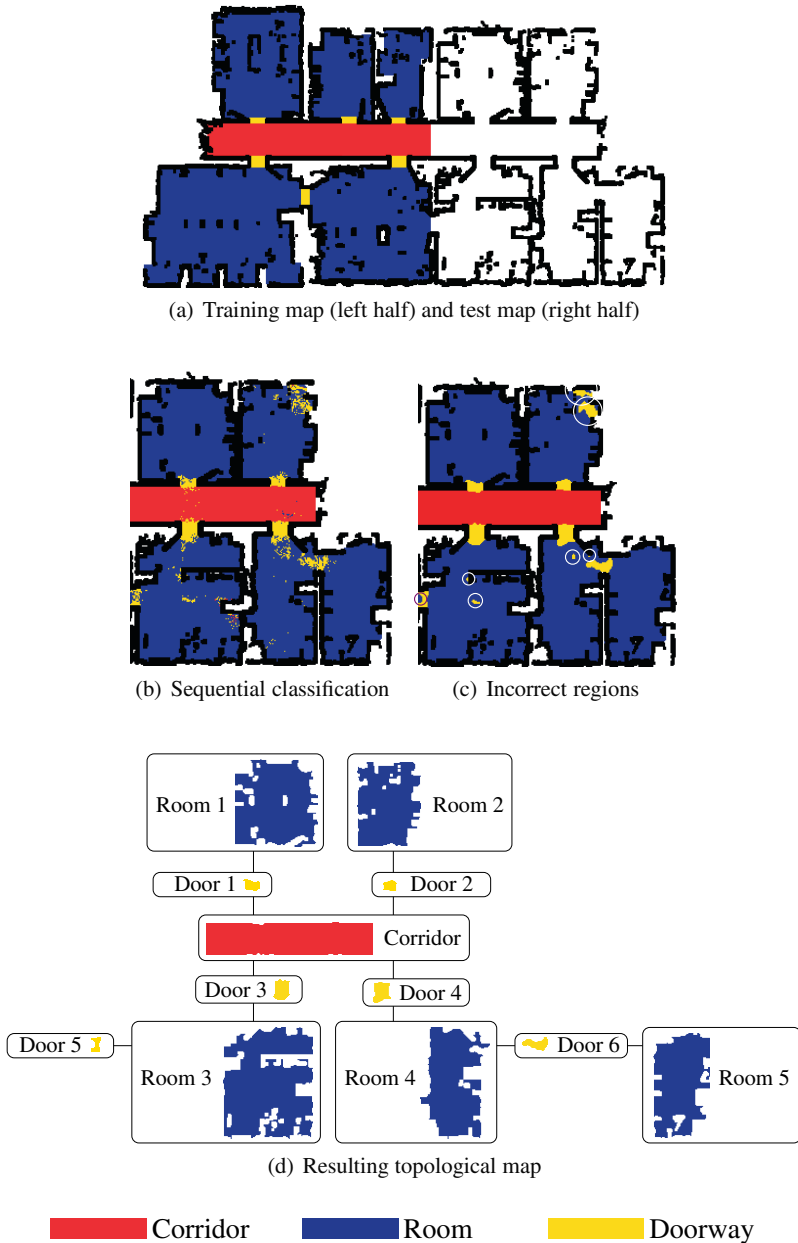 (a) Training map (left half) and test map (right half)
(b) Sequential classification
(c) Incorrect regions
Room 1
Room 2
Door 1
Door 2
Corridor
Door 3
Door 4
Door 5
Room 3
Room 4
Door 6
Room 5
(d) Resulting topological map
Corridor
Room
Doorway